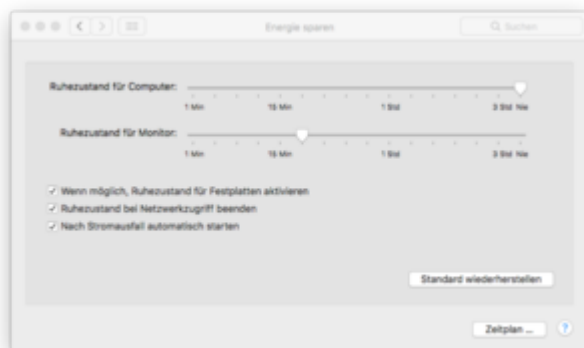 Energie sparen
Suchen
Ruhezustand für Computer:
1 Min 15 Min 1 Std 3 Std Nie
Ruhezustand für Monitor:
1 Min 15 Min 1 Std 3 Std Nie
Wenn möglich, Ruhezustand für Festplatten aktivieren
Ruhezustand bei Netzwerkzugriff beenden
Nach Stromausfall automatisch starten
Standard wiederherstellen
Zeitplan ... ?